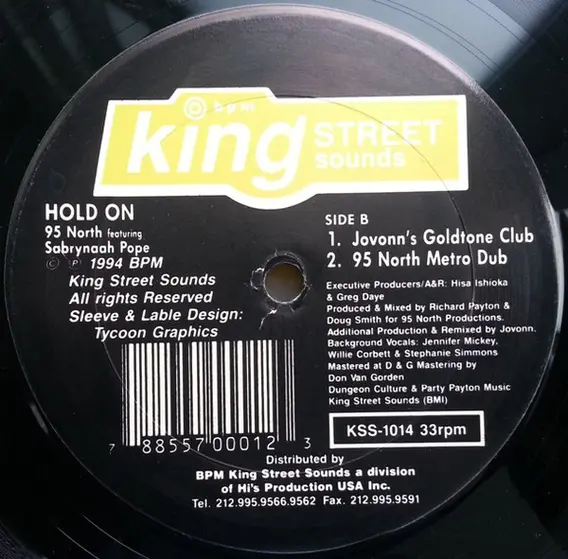 bpm
king STREET
sounds
HOLD ON
95 North featuring
Sabrynaah Pope
© ℗ 1994 BPM
King Street Sounds
All rights Reserved
Sleeve & Lable Design:
Tycoon Graphics
SIDE B
1. Jovonn's Goldtone Club
2. 95 North Metro Dub
Executive Producers/A&R: Hisa Ishioka
& Greg Daye
Produced & Mixed by Richard Payton &
Doug Smith for 95 North Productions.
Additional Production & Remixed by Jovonn.
Background Vocals: Jennifer Mickey,
Willie Corbett & Stephanie Simmons
Mastered at D & G Mastering by
Don Van Gorden
Dungeon Culture & Party Payton Music
King Street Sounds (BMI)
KSS-1014 33rpm
7 88557 00012 3
Distributed by
BPM King Street Sounds a division
of Hi's Production USA Inc.
Tel. 212.995.9566.9562 Fax. 212.995.9591